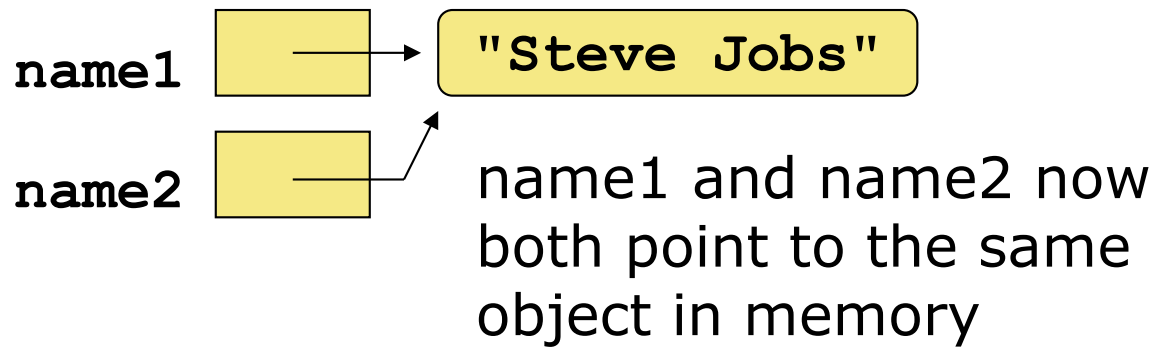 name1
"Steve Jobs"
name2
name1 and name2 now
both point to the same
object in memory